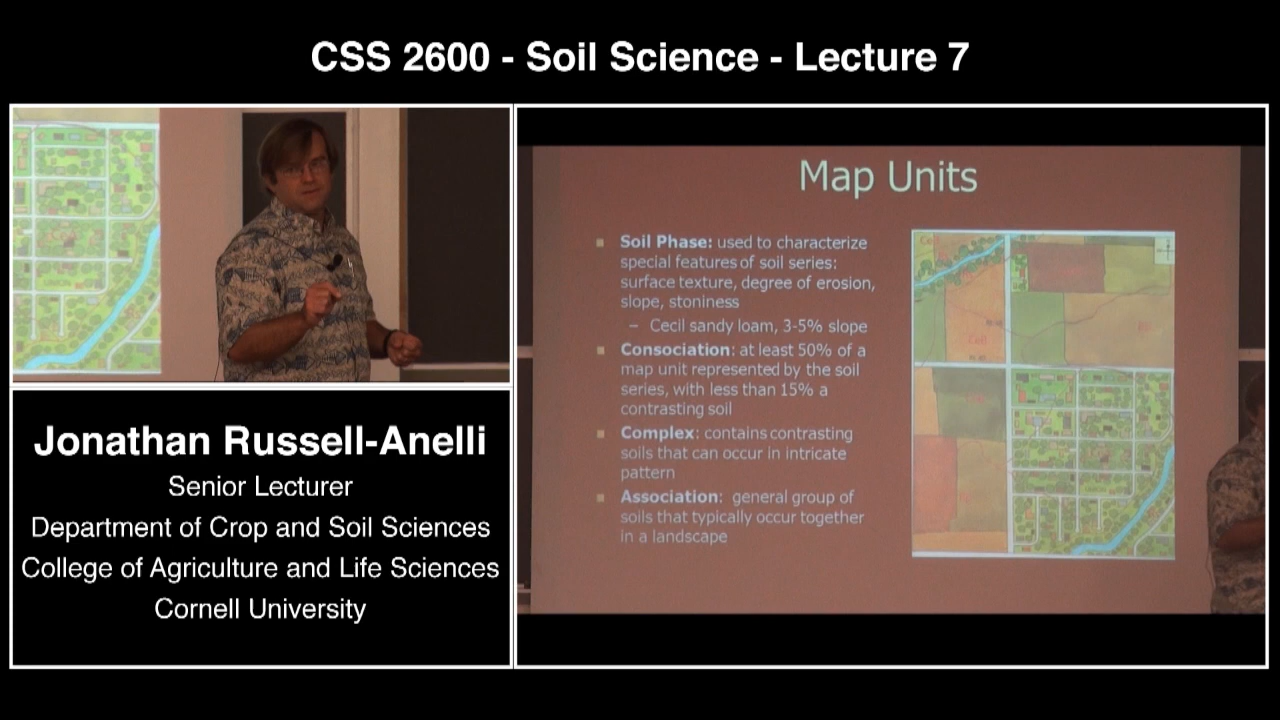 CSS 2600 - Soil Science - Lecture 7
Jonathan Russell-Anelli
Senior Lecturer
Department of Crop and Soil Sciences
College of Agriculture and Life Sciences
Cornell University
Map Units
Soil Phase: used to characterize
special features of soil series:
surface texture, degree of erosion,
slope, stoniness
– Cecil sandy loam, 3-5% slope
Consociation: at least 50% of a
map unit represented by the soil
series, with less than 15% a
contrasting soil
Complex: contains contrasting
soils that can occur in intricate
pattern
Association: general group of
soils that typically occur together
in a landscape